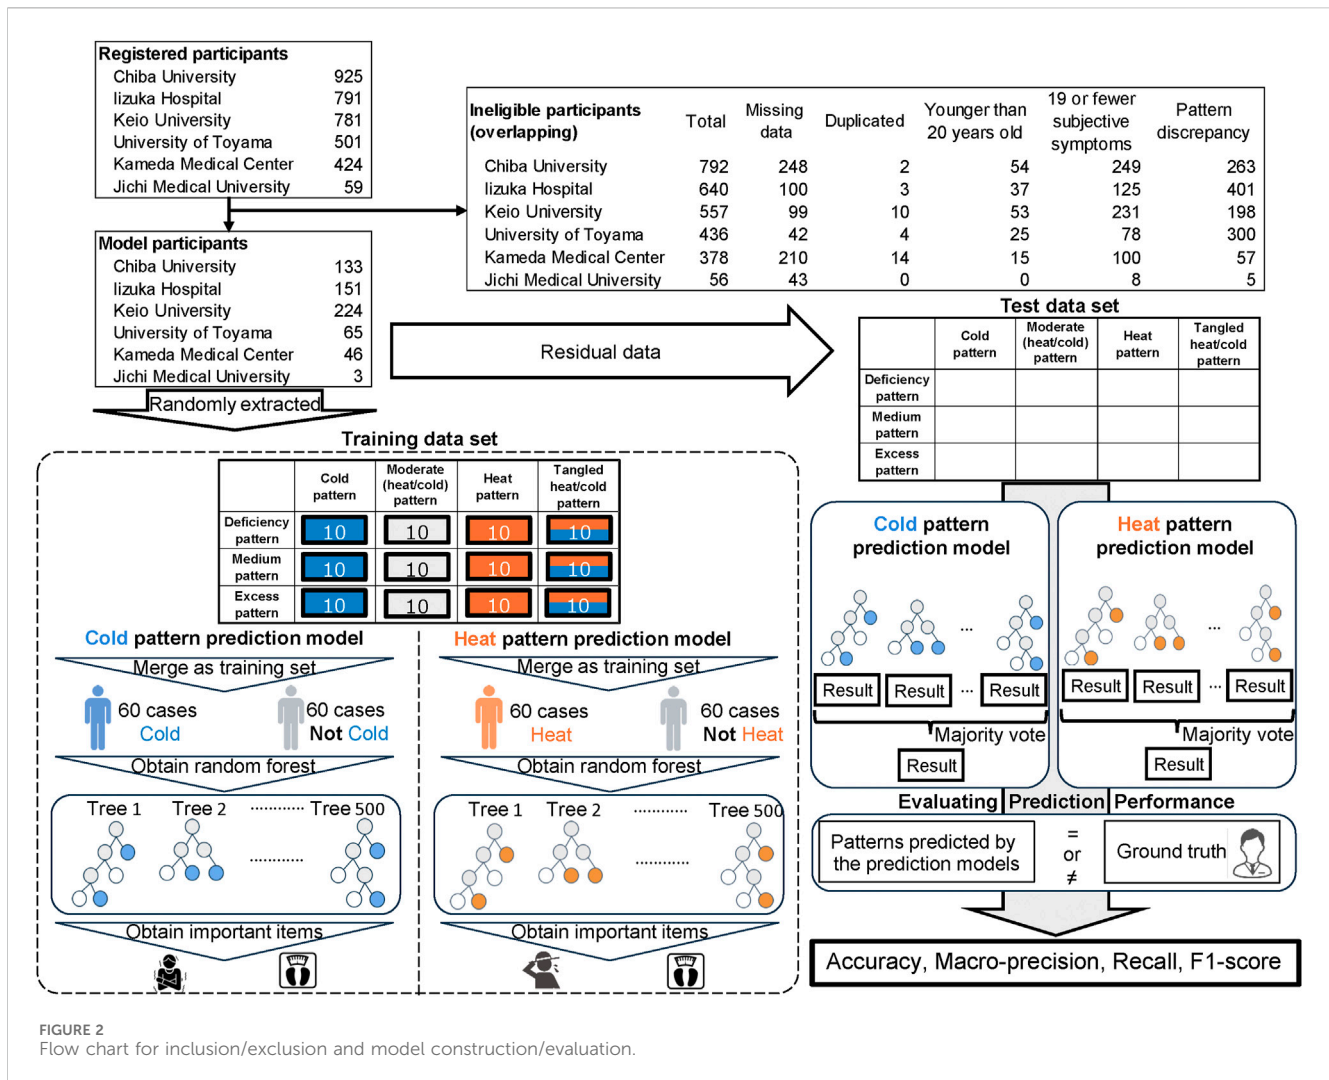 Registered participants
Chiba University 925
Iizuka Hospital 791
Keio University 781
University of Toyama 501
Kameda Medical Center 424
Jichi Medical University 59
Ineligible participants (overlapping) Total Missing data Duplicated Younger than 20 years old 19 or fewer subjective symptoms Pattern discrepancy
Chiba University 792 248 2 54 249 263
Iizuka Hospital 640 100 3 37 125 401
Keio University 557 99 10 53 231 198
University of Toyama 436 42 4 25 78 300
Kameda Medical Center 378 210 14 15 100 57
Jichi Medical University 56 43 0 0 8 5
Model participants
Chiba University 133
Iizuka Hospital 151
Keio University 224
University of Toyama 65
Kameda Medical Center 46
Jichi Medical University 3
Residual data
Randomly extracted
Test data set
Cold pattern Moderate (heat/cold) pattern Heat pattern Tangled heat/cold pattern
Deficiency pattern
Medium pattern
Excess pattern
Training data set
Cold pattern Moderate (heat/cold) pattern Heat pattern Tangled heat/cold pattern
Deficiency pattern 10 10 10 10
Medium pattern 10 10 10 10
Excess pattern 10 10 10 10
Cold pattern prediction model
Merge as training set
60 cases Cold
60 cases Not Cold
Obtain random forest
Tree 1 Tree 2 ............ Tree 500
............
Obtain important items
Heat pattern prediction model
Merge as training set
60 cases Heat
60 cases Not Heat
Obtain random forest
Tree 1 Tree 2 ............ Tree 500
............
Obtain important items
Cold pattern
prediction model
...
Result Result ... Result
Majority vote
Result
Heat pattern
prediction model
...
Result Result ... Result
Majority vote
Result
Evaluating Prediction Performance
Patterns predicted by
the prediction models
=
or
≠
Ground truth
Accuracy, Macro-precision, Recall, F1-score
FIGURE 2
Flow chart for inclusion/exclusion and model construction/evaluation.